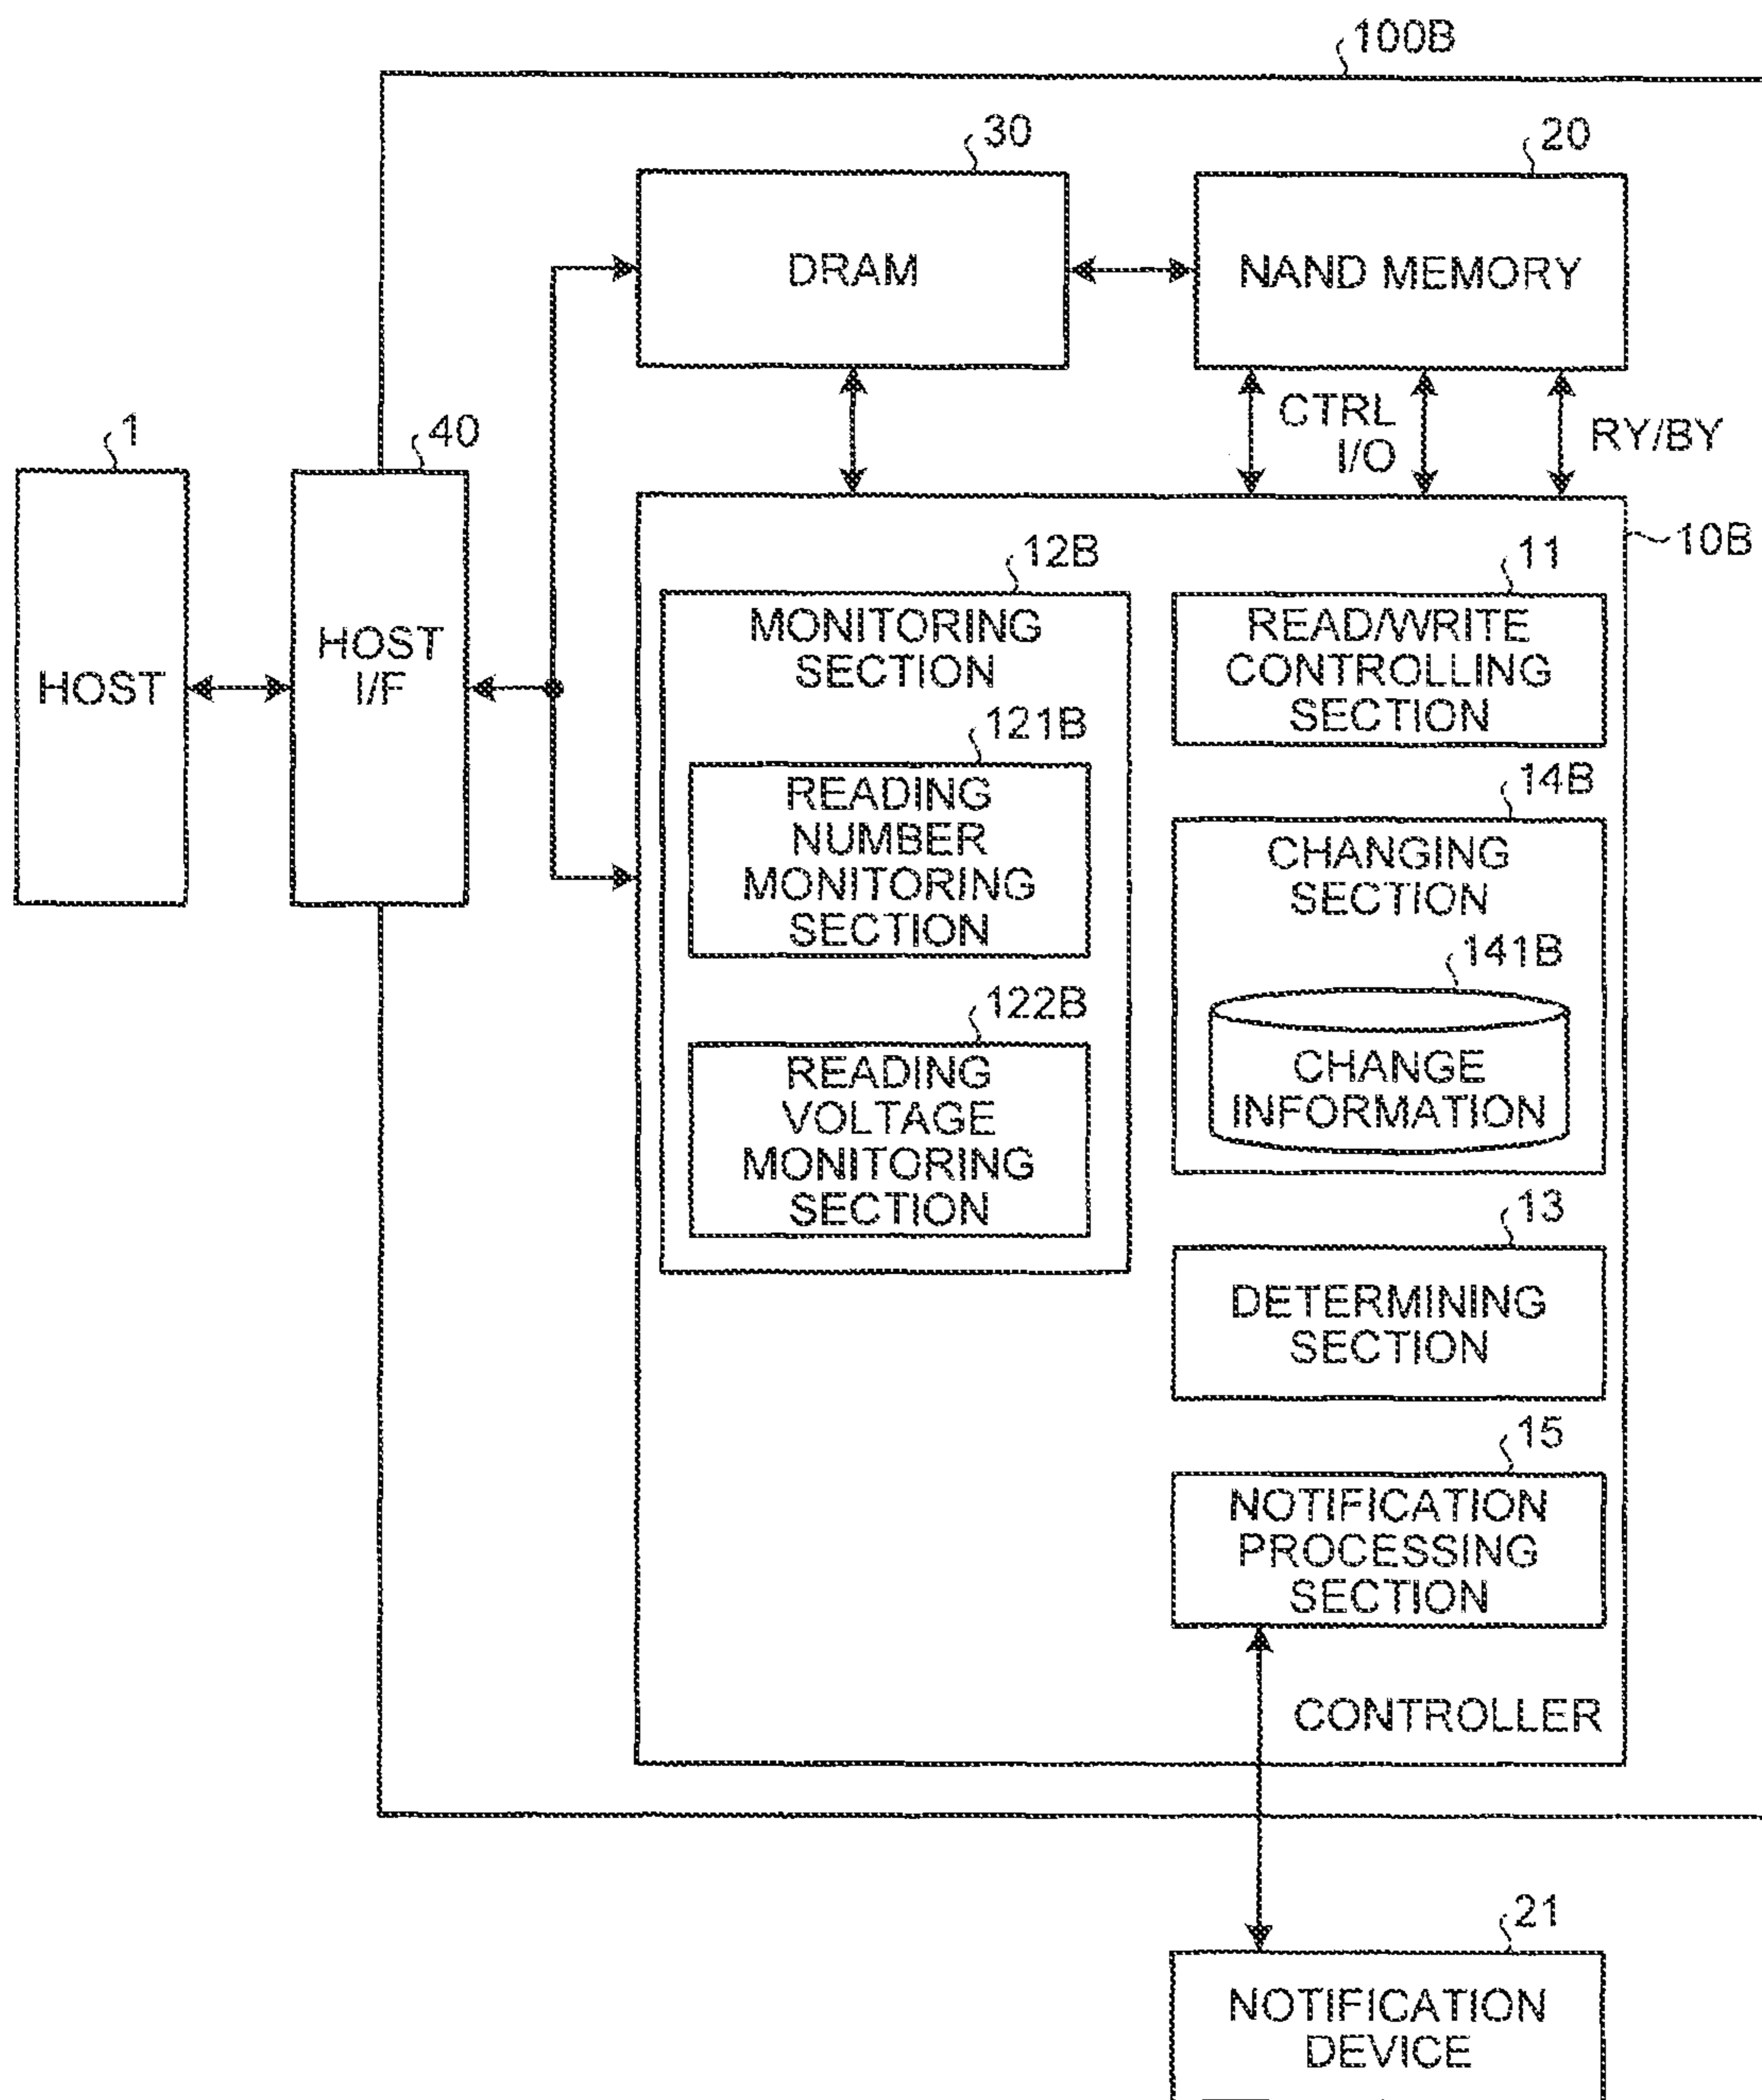 100B
30
20
DRAM
NAND MEMORY
CTRL
I/O
RY/BY
1
40
HOST
HOST
I/F
10B
12B
MONITORING
SECTION
121B
READING
NUMBER
MONITORING
SECTION
122B
READING
VOLTAGE
MONITORING
SECTION
11
READ/WRITE
CONTROLLING
SECTION
14B
CHANGING
SECTION
141B
CHANGE
INFORMATION
13
DETERMINING
SECTION
15
NOTIFICATION
PROCESSING
SECTION
CONTROLLER
21
NOTIFICATION
DEVICE